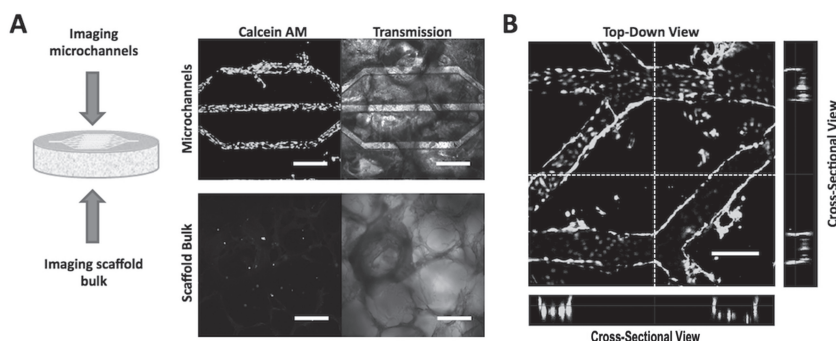 A
Imaging
microchannels
Imaging scaffold
bulk
Calcein AM
Transmission
Microchannels
Scaffold Bulk
B
Top-Down View
Cross-Sectional View
Cross-Sectional View